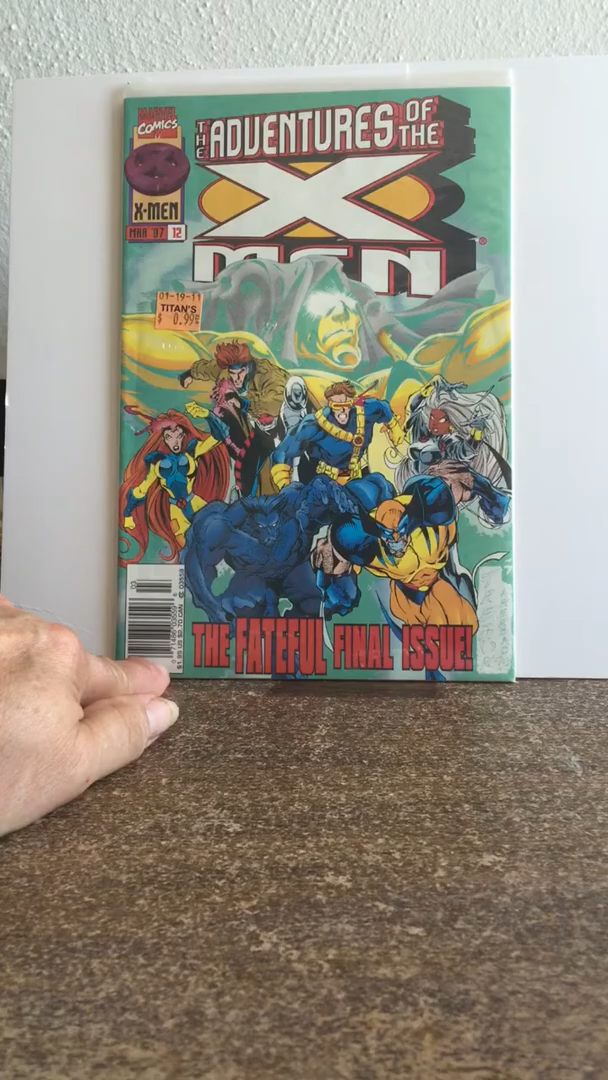 MARVEL
COMICS
X-MEN
MAR '97 12
THE ADVENTURES OF THE
X
MEN
®
01-19-11
TITAN'S
$ 0.99
03
THE FATEFUL FINAL ISSUE!